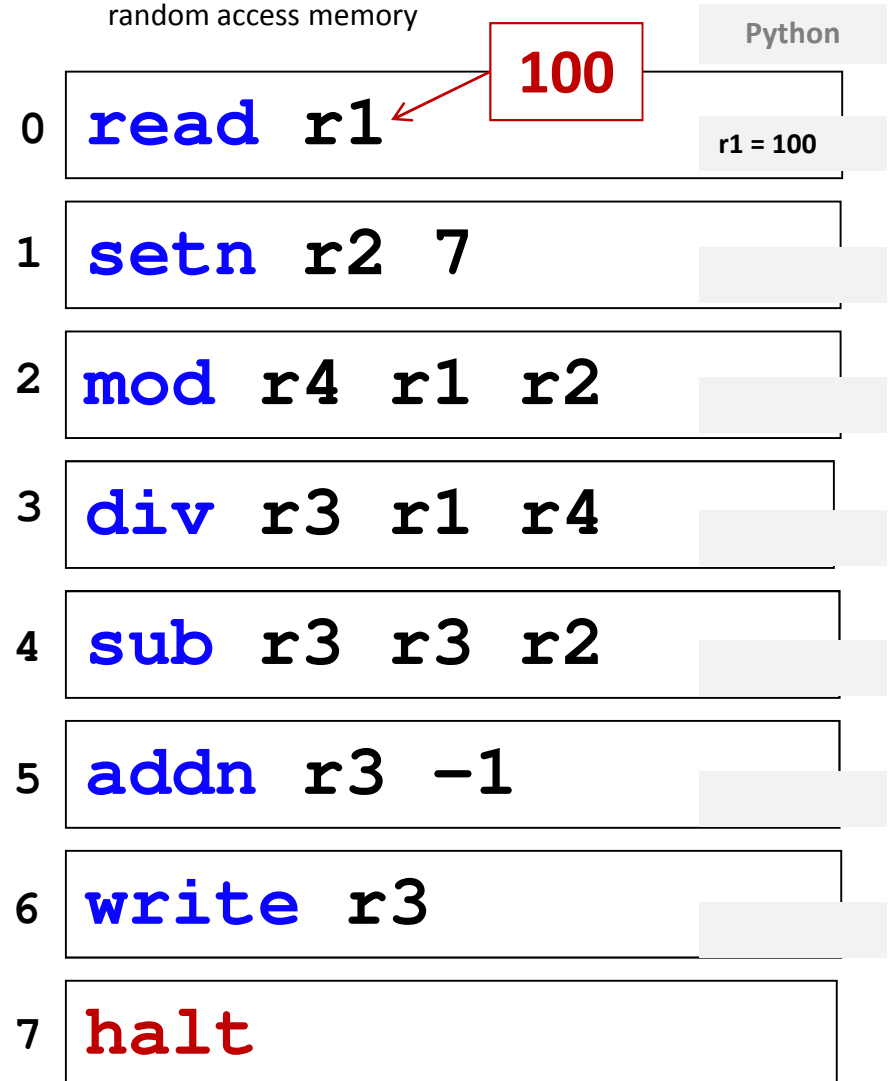 random access memory
Python
100
0 read r1
r1 = 100
1 setn r2 7
2 mod r4 r1 r2
3 div r3 r1 r4
4 sub r3 r3 r2
5 addn r3 -1
6 write r3
7 halt